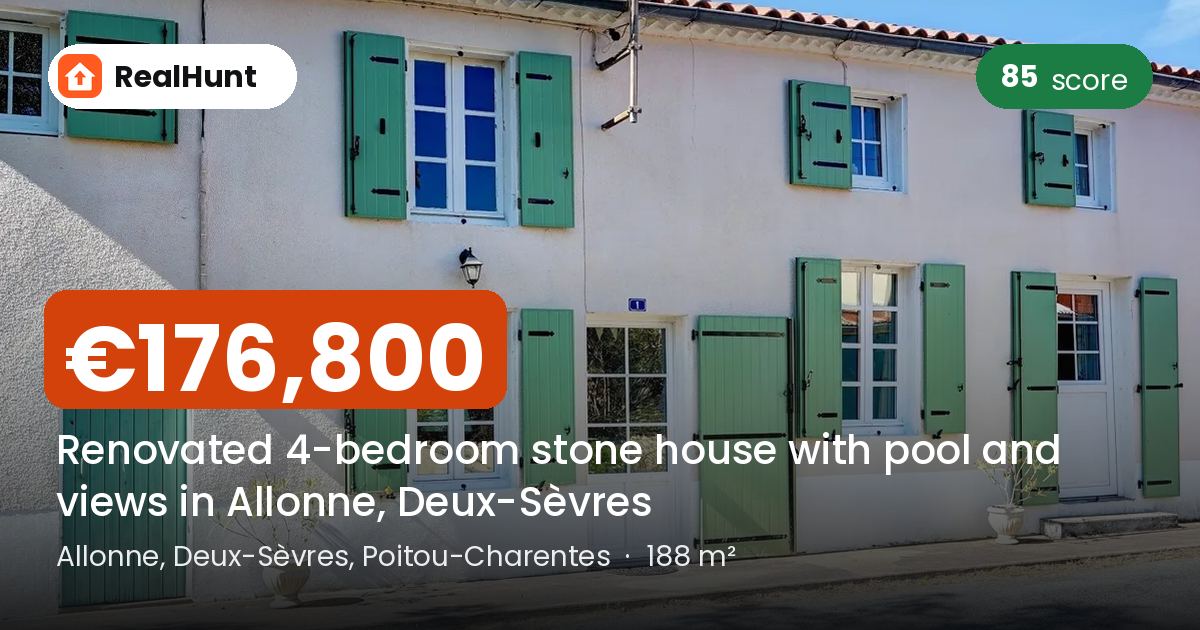 RealHunt
85 score
1
€176,800
Renovated 4-bedroom stone house with pool and
views in Allonne, Deux-Sèvres
Allonne, Deux-Sèvres, Poitou-Charentes · 188 m²